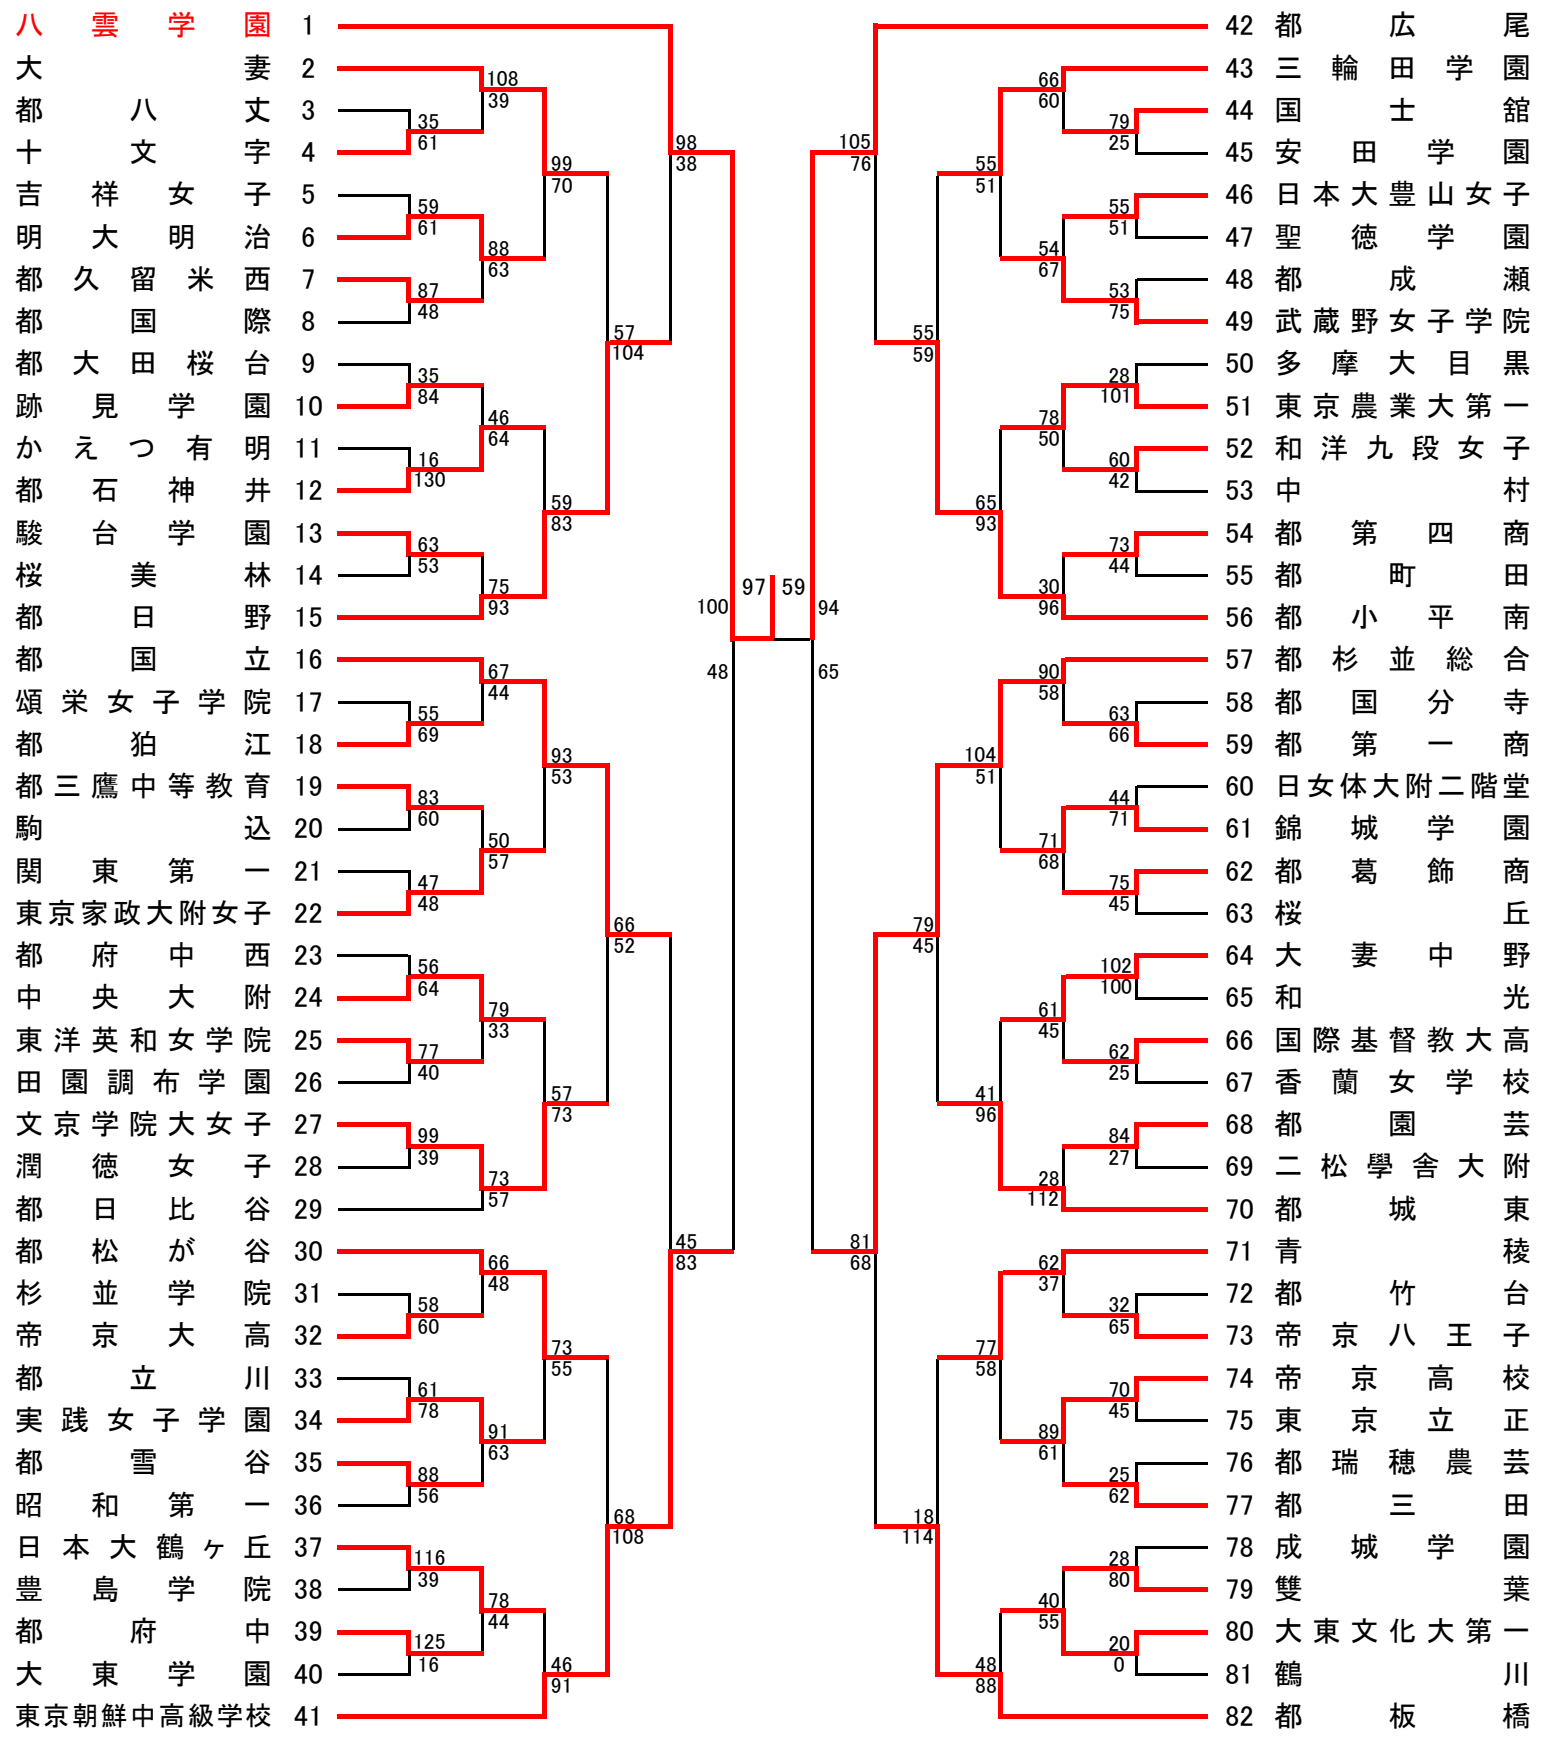 八雲学園 1
大妻 2
都八丈 3
十文字 4
吉祥女子 5
明大明治 6
都久留米西 7
都国際 8
都大田桜台 9
跡見学園 10
かえつ有明 11
都石神井 12
駿台学園 13
桜美林 14
都日野 15
都国立 16
頌栄女子学院 17
都狛江 18
都三鷹中等教育 19
駒込 20
関東第一 21
東京家政大附女子 22
都府中西 23
中央大附 24
東洋英和女学院 25
田園調布学園 26
文京学院大女子 27
潤徳女子 28
都日比谷 29
都松が谷 30
杉並学院 31
帝京大高 32
都立川 33
実践女子学園 34
都雪谷 35
昭和第一 36
日本大鶴ヶ丘 37
豊島学院 38
都府中 39
大東学園 40
東京朝鮮中高級学校 41
35
61
59
61
87
48
35
84
16
130
63
53
55
69
83
60
47
48
56
64
77
40
99
39
58
60
61
78
88
56
116
39
125
16
108
39
88
63
46
64
75
93
67
44
50
57
79
33
73
57
66
48
91
63
78
44
99
70
59
83
93
53
57
73
73
55
46
91
57
104
66
52
68
108
98
38
45
83
100
48
97
59
94
65
105
76
81
68
55
59
79
45
18
114
55
51
65
93
104
51
41
96
77
58
48
88
66
60
54
67
78
50
30
96
90
58
71
68
61
45
28
112
62
37
89
61
40
55
79
25
55
51
53
75
28
101
60
42
73
44
63
66
44
71
75
45
102
100
62
25
84
27
32
65
70
45
25
62
28
80
20
0
42 都広尾
43 三輪田学園
44 国士舘
45 安田学園
46 日本大豊山女子
47 聖徳学園
48 都成瀬
49 武蔵野女子学院
50 多摩大目黒
51 東京農業大第一
52 和洋九段女子
53 中村
54 都第四商
55 都町田
56 都小平南
57 都杉並総合
58 都国分寺
59 都第一商
60 日女体大附二階堂
61 錦城学園
62 都葛飾商
63 桜丘
64 大妻中野
65 和光
66 国際基督教大高
67 香蘭女学校
68 都園芸
69 二松學舎大附
70 都城東
71 青稜
72 都竹台
73 帝京八王子
74 帝京高校
75 東京立正
76 都瑞穂農芸
77 都三田
78 成城学園
79 雙葉
80 大東文化大第一
81 鶴川
82 都板橋